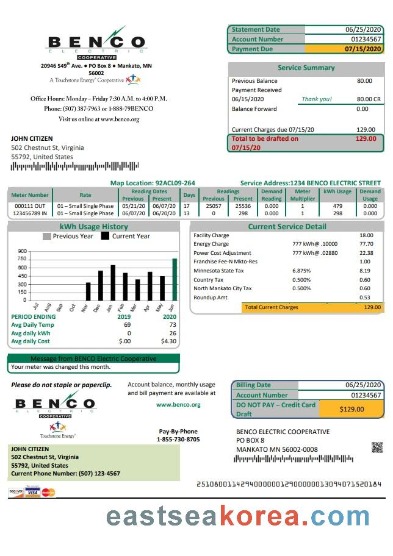 BENCO
ELECTRIC
COOPERATIVE
20946 549th Ave. • PO Box 8 • Mankato, MN
56002
A Touchstone Energy® Cooperative
Office Hours: Monday - Friday 7:30 A.M. to 4:00 P.M.
Phone: (507) 387-7963 or 1-888-79BENCO
Visit us online at www.benco.org
Statement Date 06/25/2020
Account Number 01234567
Payment Due 07/15/2020
Service Summary
Previous Balance 80.00
Payment Received
06/15/2020 Thank you! 80.00 CR
Balance Forward 0.00
Current Charges due 07/15/20 129.00
Total to be drafted on 129.00
07/15/20
JOHN CITIZEN
502 Chestnut St, Virginia
55792, United States
Map Location: 92ACL09-264 Service Address:1234 BENCO ELECTRIC STREET
Meter Number Rate Reading Dates Previous Present Days Readings Previous Present Demand Reading Meter Multiplier kWh Usage Demand Usage
000111 OUT 01 – Small Single Phase 05/21/20 06/07/20 17 25057 25536 0.000 1 479 0.000
123456789 IN 01 – Small Single Phase 06/07/20 06/20/20 13 0 298 0.000 1 298 0.000
kWh Usage History
Previous Year Current Year
900
750
600
450
300
150
0
Jul Aug Sep Oct Nov Dec Jan Feb Mar Apr May Jun
PERIOD ENDING 2019 2020
Avg Daily Temp 69 73
Avg Daily kWh 0 26
Avg Daily Cost $.00 $4.30
Current Service Detail
Facility Charge 18.00
Energy Charge 777 kWh@ .10000 77.70
Power Cost Adjustment 777 kWh@ .02880 22.38
Franchise Fee-N Mkto-Res 1.00
Minnesota State Tax 6.875% 8.19
Country Tax 0.500% 0.60
North Mankato City Tax 0.500% 0.60
Roundup Amt 0.53
Total Current Charges 129.00
Message from BENCO Electric Cooperative
Your meter was changed this month.
Please do not staple or paperclip.
BENCO
ELECTRIC
COOPERATIVE
Touchstone Energy®
Account balance, monthly usage
and bill payment are available at
www.benco.org
Pay-By-Phone
1-855-730-8705
Billing Date 06/25/2020
Account Number 01234567
DO NOT PAY – Credit Card
Draft
$129.00
JOHN CITIZEN
502 Chestnut St, Virginia
55792, United States
Current Phone Number: (507) 123-4567
BENCO ELECTRIC COOPERATIVE
PO BOX 8
MANKATO MN 56002-0008
VISA
eastseakorea.com